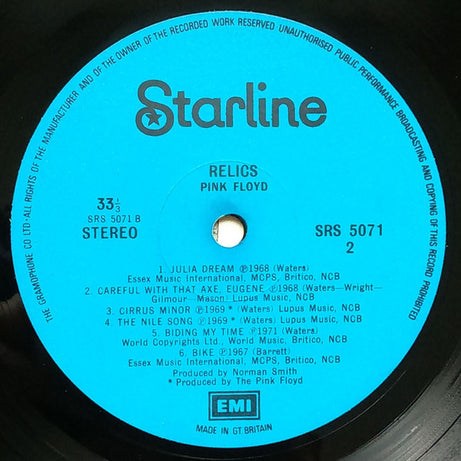 THE GRAMOPHONE CO LTD·ALL RIGHTS OF THE MANUFACTURER AND OF THE OWNER OF THE RECORDED WORK RESERVED UNAUTHORISED PUBLIC PERFORMANCE BROADCASTING AND COPYING OF THIS RECORD PROHIBITED
Starline
RELICS
PINK FLOYD
33⅓
SRS 5071 B
STEREO
SRS 5071
2
1. JULIA DREAM ℗1968 (Waters)
Essex Music International, MCPS, Britico, NCB
2. CAREFUL WITH THAT AXE, EUGENE ℗1968 (Waters—Wright—
Gilmour—Mason) Lupus Music, NCB
3. CIRRUS MINOR ℗1969 * (Waters) Lupus Music, NCB
4. THE NILE SONG ℗1969 * (Waters) Lupus Music, NCB
5. BIDING MY TIME ℗1971 (Waters)
World Copyrights Ltd., World Music, Britico, NCB
6. BIKE ℗1967 (Barrett)
Essex Music International, MCPS, Britico, NCB
Produced by Norman Smith
* Produced by The Pink Floyd
EMI
MADE IN GT. BRITAIN